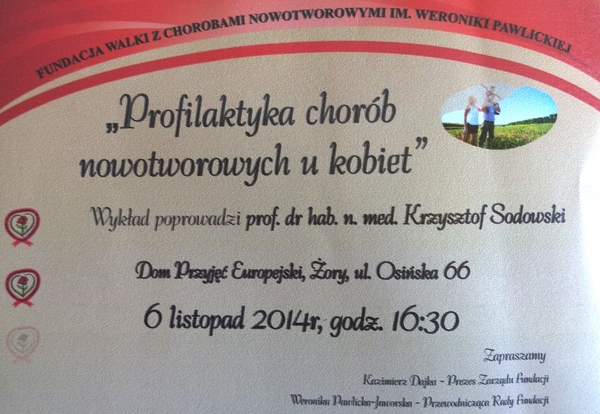 FUNDACJA WALKI Z CHOROBAMI NOWOTWOROWYMI IM. WERONIKI PAWLICKIEJ
„Profilaktyka chorób
nowotworowych u kobiet”
Wykład poprowadzi prof. dr hab. n. med. Krzysztof Sodowski
Dom Przyjęć Europejski, Żory, ul. Osińska 66
6 listopad 2014r, godz. 16:30
Zapraszamy
Kazimierz Dajka - Prezes Zarządu Fundacji
Weronika Pawlicka-Jaworska - Przewodnicząca Rady Fundacji